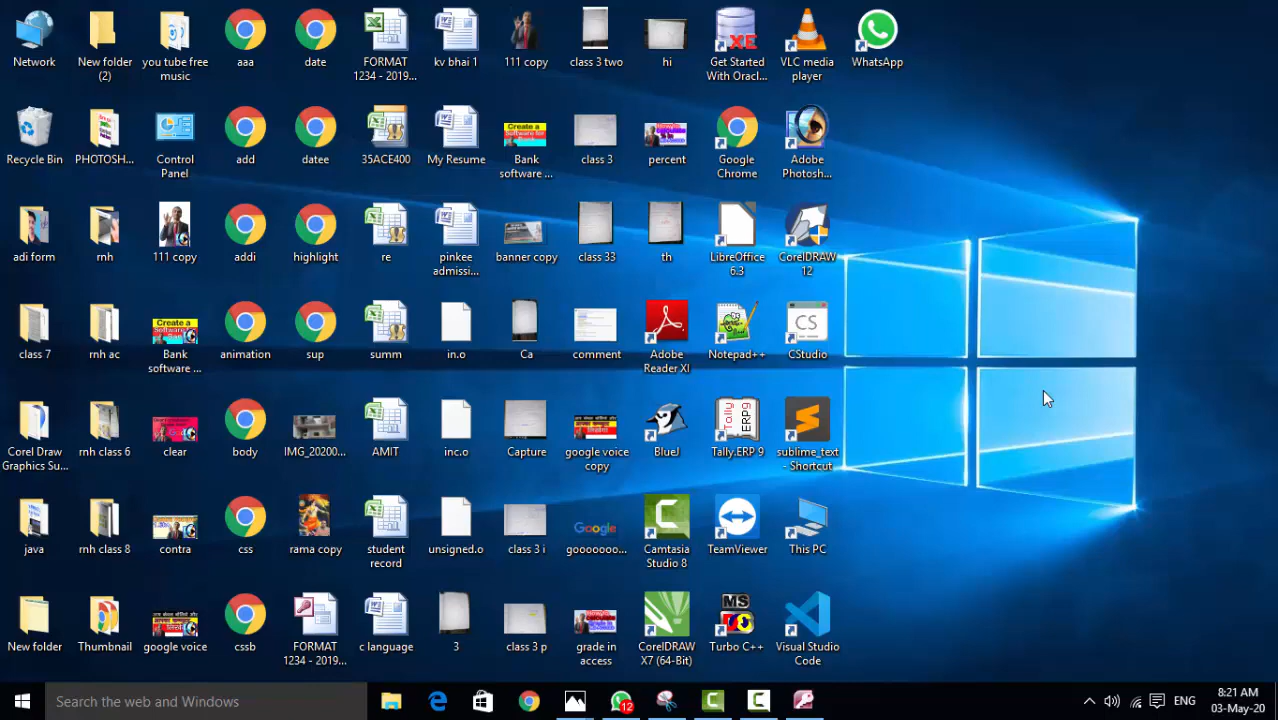 Network
New folder
(2)
you tube free
music
aaa
date
FORMAT
1234 - 2019...
kv bhai 1
111 copy
class 3 two
hi
Get Started
With Oracl...
VLC media
player
WhatsApp
Recycle Bin
PHOTOSH...
Control
Panel
add
datee
35ACE400
My Resume
Bank
software ...
class 3
percent
Google
Chrome
Adobe
Photosh...
adi form
rnh
111 copy
addi
highlight
re
pinkee
admissi...
banner copy
class 33
th
LibreOffice
6.3
CorelDRAW
12
class 7
rnh ac
Bank
software ...
animation
sup
summ
in.o
Ca
comment
Adobe
Reader XI
Notepad++
CStudio
Corel Draw
Graphics Su...
rnh class 6
clear
body
IMG_20200...
AMIT
inc.o
Capture
google voice
copy
BlueJ
Tally.ERP 9
sublime_text
- Shortcut
java
rnh class 8
contra
css
rama copy
student
record
unsigned.o
class 3 i
Google
gooooooo...
Camtasia
Studio 8
TeamViewer
This PC
New folder
Thumbnail
google voice
cssb
FORMAT
1234 - 2019...
c language
3
class 3 p
grade in
access
CorelDRAW
X7 (64-Bit)
Turbo C++
Visual Studio
Code
Search the web and Windows
12
ENG
8:21 AM
03-May-20